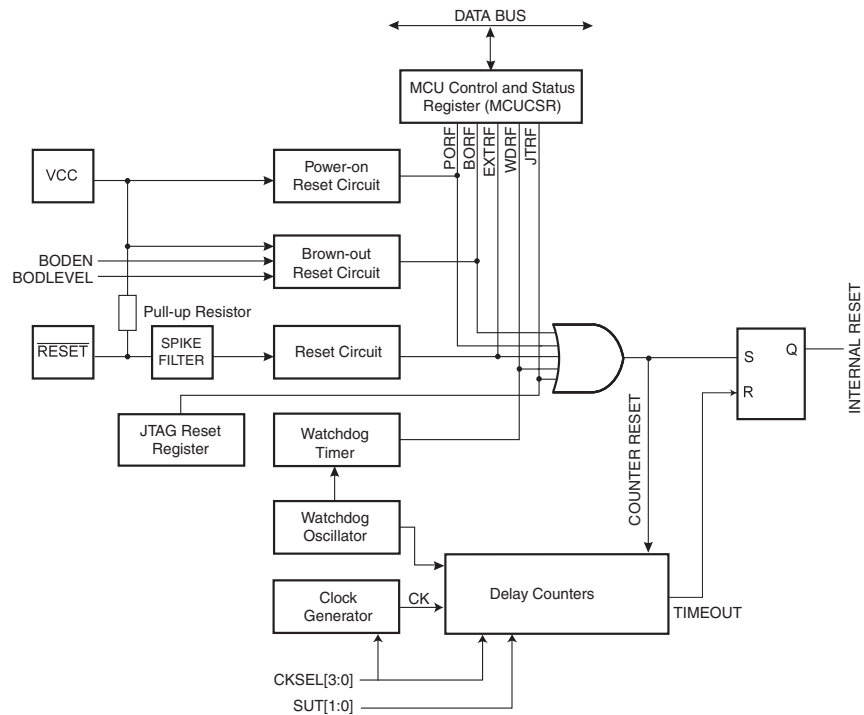 DATA BUS
MCU Control and Status
Register (MCUCSR)
PORF
BORF
EXTRF
WDRF
JTRF
VCC
Power-on
Reset Circuit
BODEN
BODLEVEL
Brown-out
Reset Circuit
Pull-up Resistor
RESET
SPIKE
FILTER
Reset Circuit
JTAG Reset
Register
Watchdog
Timer
Watchdog
Oscillator
Clock
Generator
CK
Delay Counters
TIMEOUT
COUNTER RESET
S
Q
R
INTERNAL RESET
CKSEL[3:0]
SUT[1:0]